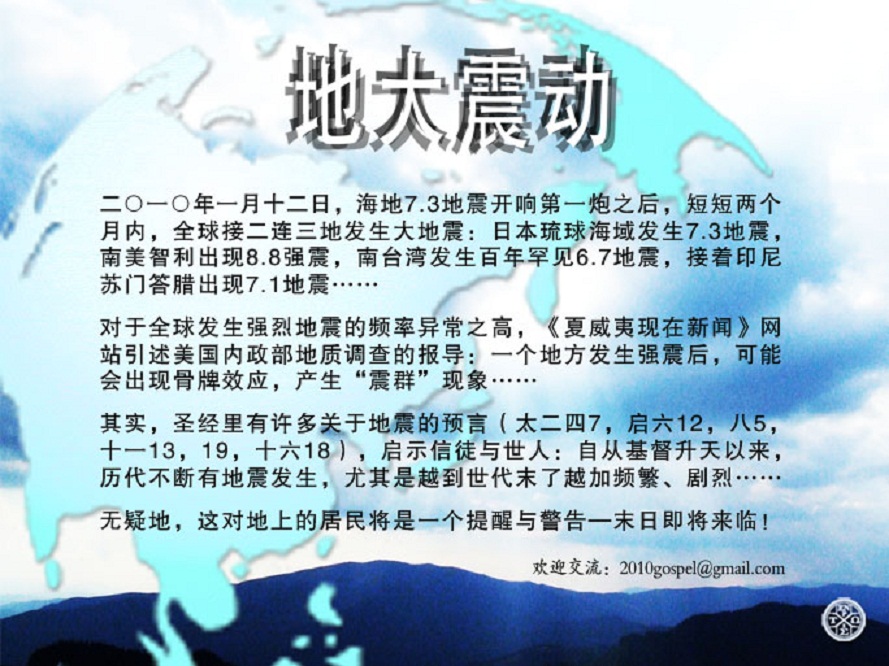 地大震动
二〇一〇年一月十二日，海地7.3地震开响第一炮之后，短短两个
月内，全球接二连三地发生大地震：日本琉球海域发生7.3地震，
南美智利出现8.8强震，南台湾发生百年罕见6.7地震，接着印尼
苏门答腊出现7.1地震……
对于全球发生强烈地震的频率异常之高，《夏威夷现在新闻》网
站引述美国内政部地质调查的报导：一个地方发生强震后，可能
会出现骨牌效应，产生“震群”现象……
其实，圣经里有许多关于地震的预言（太二四7，启六12，八5，
十一13，19，十六18），启示信徒与世人：自从基督升天以来，
历代不断有地震发生，尤其是越到世代末了越加频繁、剧烈……
无疑地，这对地上的居民将是一个提醒与警告—末日即将来临！
欢迎交流：2010gospel@gmail.com